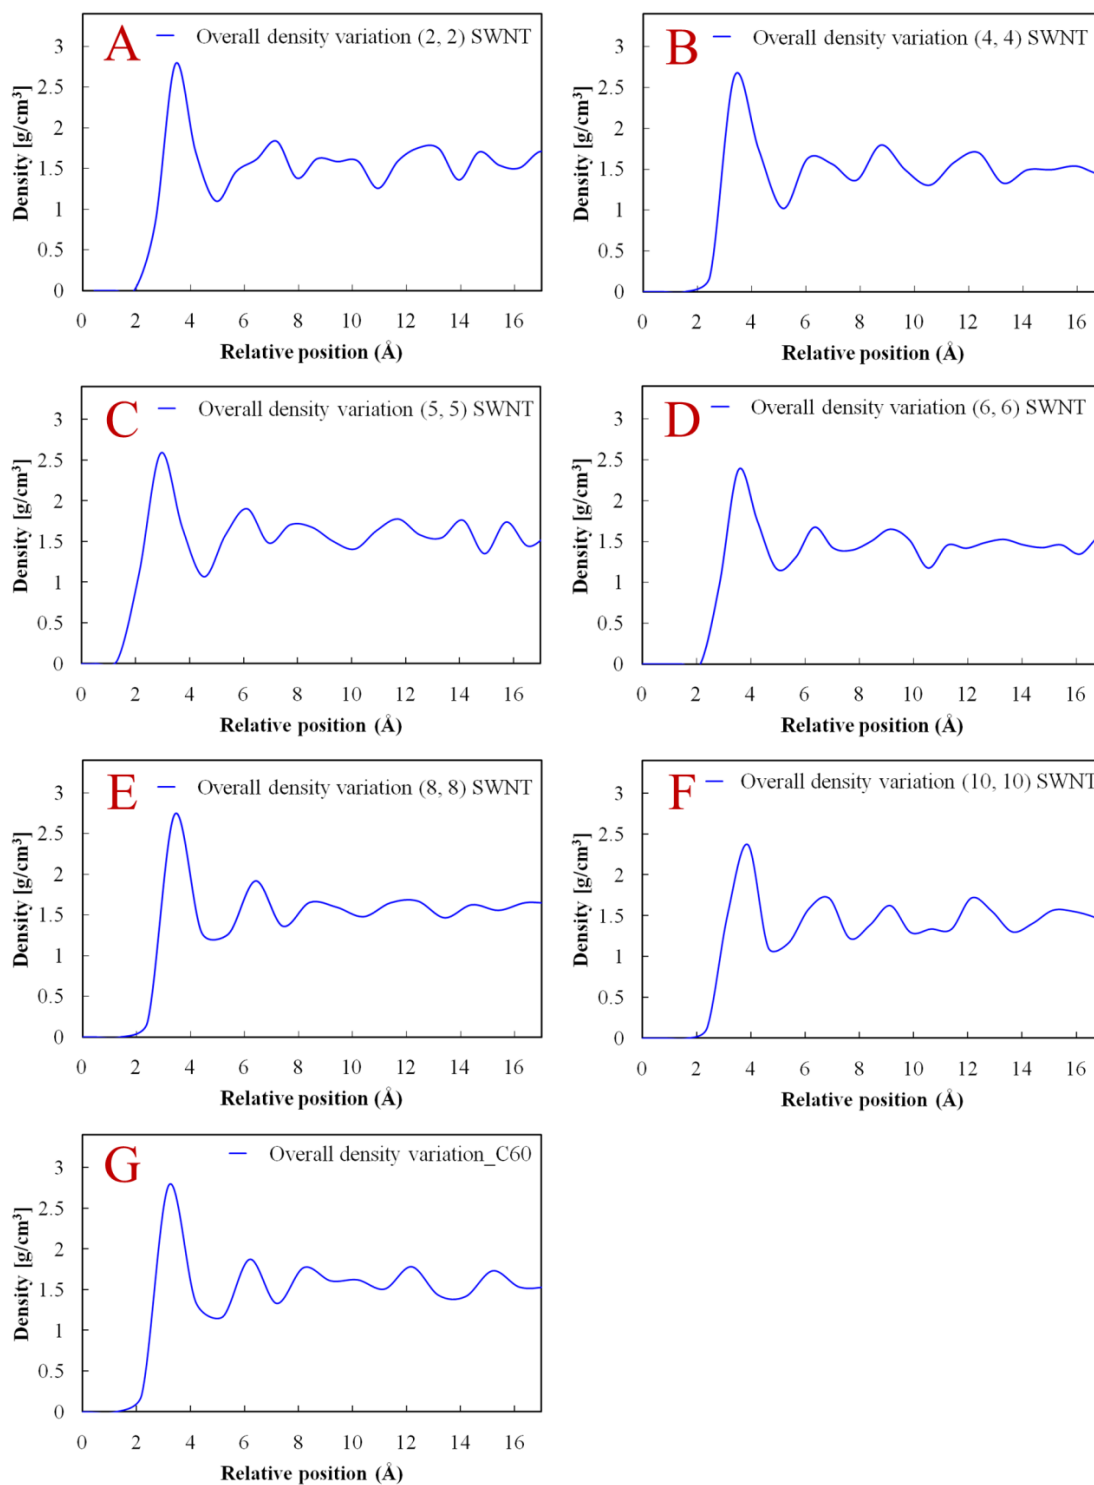 A
Overall density variation (2, 2) SWNT
3
2.5
2
1.5
1
0.5
0
Density [g/cm³]
0 2 4 6 8 10 12 14 16
Relative position (Å)
B
Overall density variation (4, 4) SWNT
3
2.5
2
1.5
1
0.5
0
Density [g/cm³]
0 2 4 6 8 10 12 14 16
Relative position (Å)
C
Overall density variation (5, 5) SWNT
3
2.5
2
1.5
1
0.5
0
Density [g/cm³]
0 2 4 6 8 10 12 14 16
Relative position (Å)
D
Overall density variation (6, 6) SWNT
3
2.5
2
1.5
1
0.5
0
Density [g/cm³]
0 2 4 6 8 10 12 14 16
Relative position (Å)
E
Overall density variation (8, 8) SWNT
3
2.5
2
1.5
1
0.5
0
Density [g/cm³]
0 2 4 6 8 10 12 14 16
Relative position (Å)
F
Overall density variation (10, 10) SWNT
3
2.5
2
1.5
1
0.5
0
Density [g/cm³]
0 2 4 6 8 10 12 14 16
Relative position (Å)
G
Overall density variation_C60
3
2.5
2
1.5
1
0.5
0
Density [g/cm³]
0 2 4 6 8 10 12 14 16
Relative position (Å)